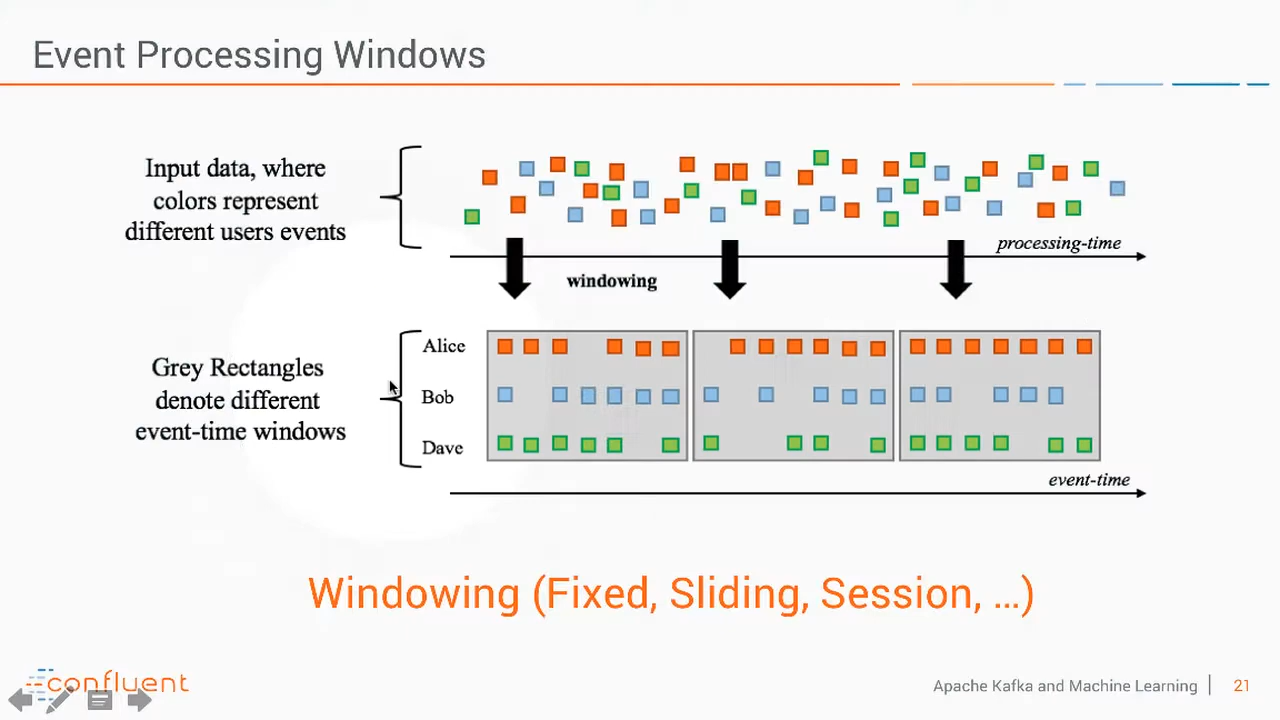 Event Processing Windows
Input data, where
colors represent
different users events
processing-time
windowing
Grey Rectangles
denote different
event-time windows
Alice
Bob
Dave
event-time
Windowing (Fixed, Sliding, Session, ...)
confluent
Apache Kafka and Machine Learning | 21